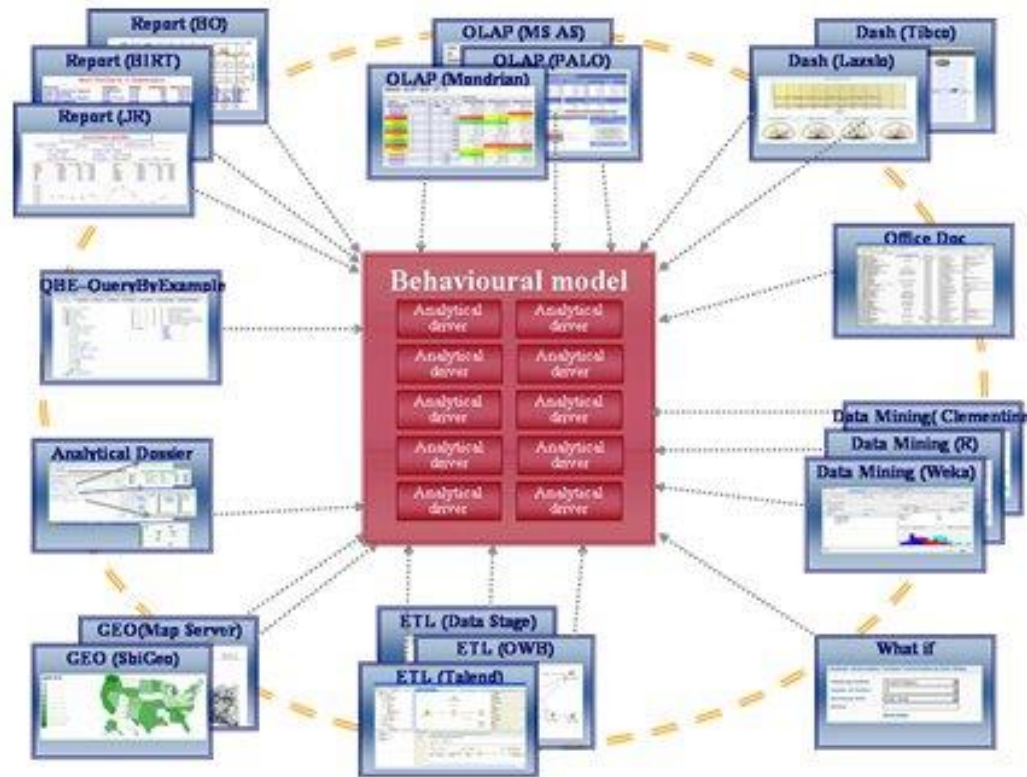 Report (BO)
Report (BIRT)
Report (JR)
OLAP (MS AS)
OLAP (PALO)
OLAP (Mondrian)
Dash (Tibco)
Dash (Lazslo)
Office Doc
QBE-QueryByExample
Behavioural model
Analytical
driver
Analytical
driver
Analytical
driver
Analytical
driver
Analytical
driver
Analytical
driver
Analytical
driver
Analytical
driver
Analytical
driver
Analytical
driver
Data Mining( Clementine
Data Mining (R)
Data Mining (Weka)
Analytical Dossier
GEO(Map Server)
GEO (SbiGeo)
ETL (Data Stage)
ETL (OWB)
ETL (Talend)
What if